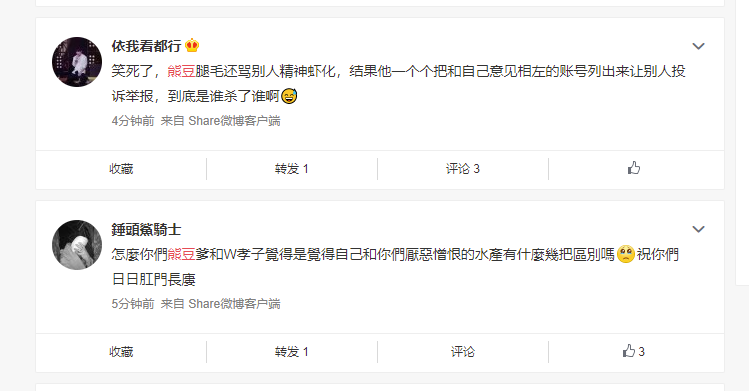 依我看都行
笑死了，熊豆腿毛还骂别人精神虾化，结果他一个个把和自己意见相左的账号列出来让别人投
诉举报，到底是谁杀了谁啊😅
4分钟前 来自 Share微博客户端
收藏
转发 1
评论 3
錘頭鯊騎士
怎麼你們熊豆爹和W孝子覺得是覺得自己和你們厭惡憎恨的水產有什麼幾把區別嗎🥺祝你們
日日肛門長廔
5分钟前 来自 Share微博客户端
收藏
转发 1
评论
3